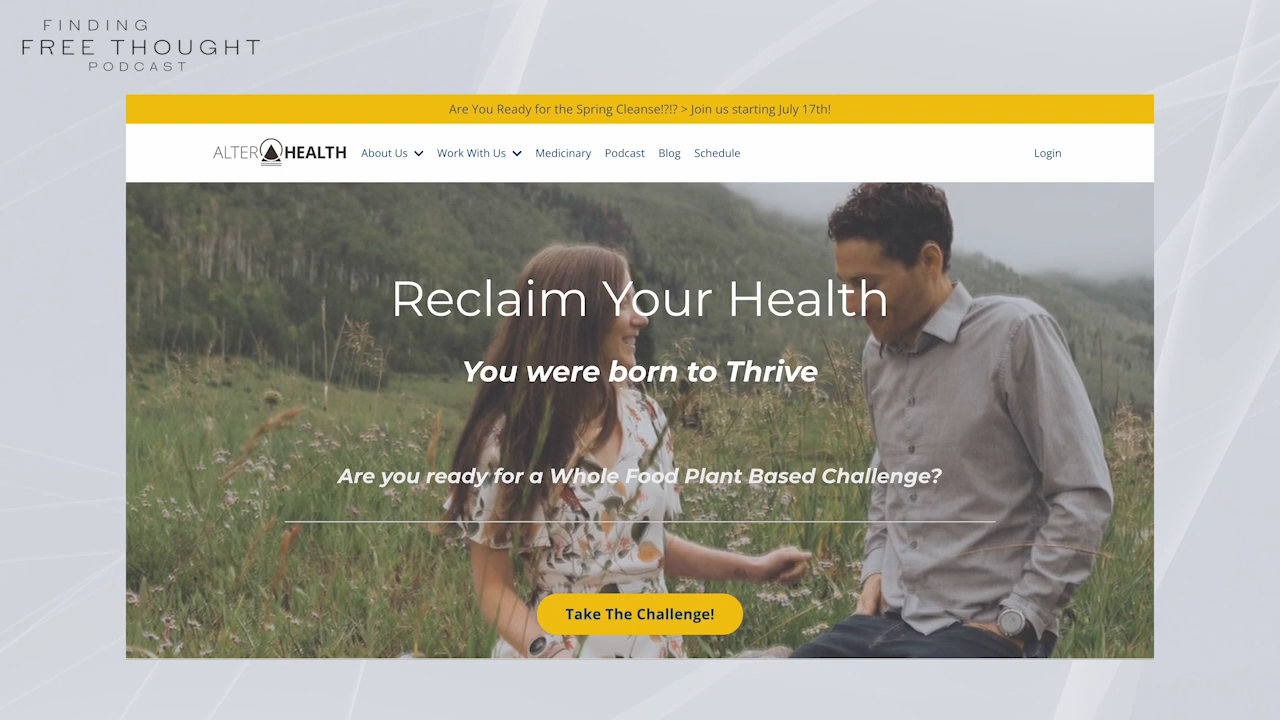 FINDING
FREE THOUGHT
PODCAST
Are You Ready for the Spring Cleanse!?!? > Join us starting July 17th!
ALTER HEALTH About Us Work With Us Medicinary Podcast Blog Schedule Login
Reclaim Your Health
You were born to Thrive
Are you ready for a Whole Food Plant Based Challenge?
Take The Challenge!